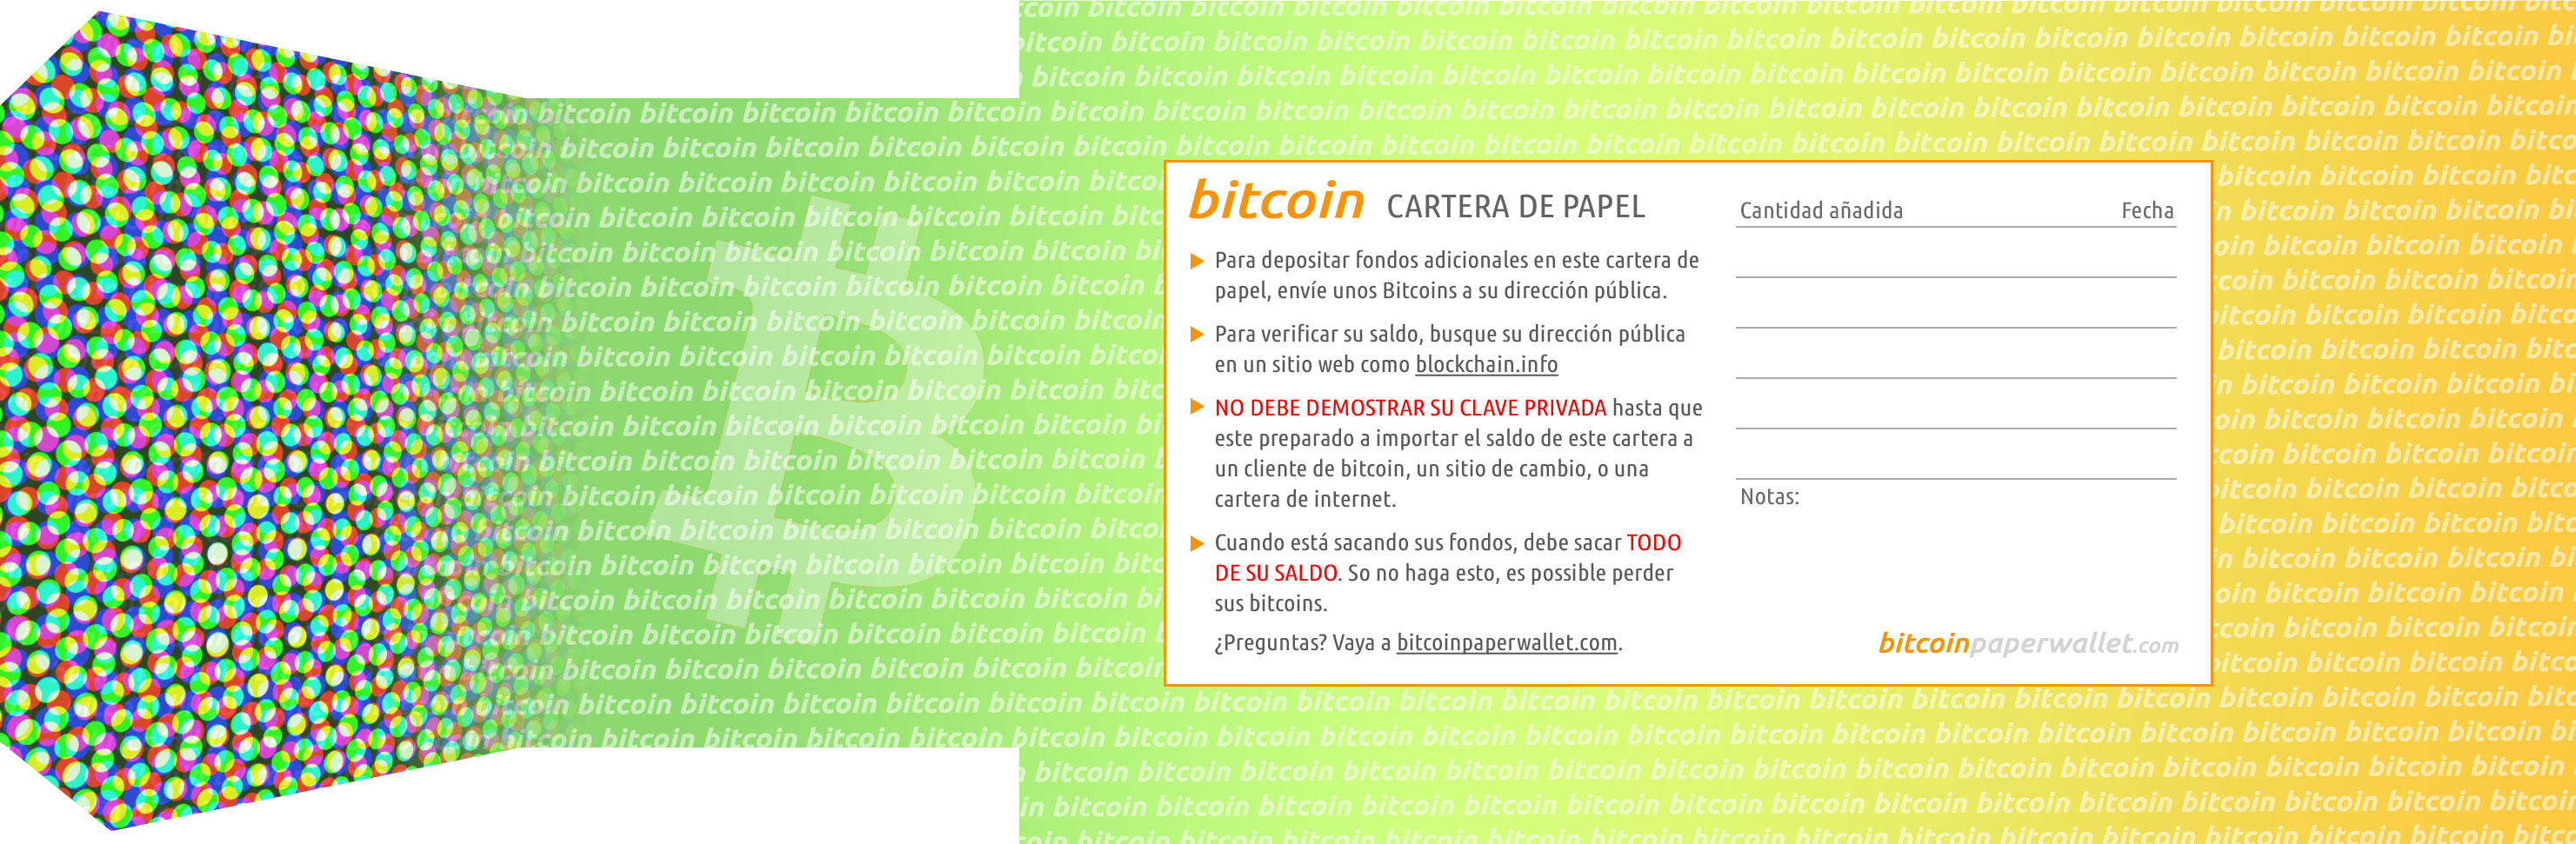 bitcoin CARTERA DE PAPEL
Para depositar fondos adicionales en este cartera de
papel, envíe unos Bitcoins a su dirección pública.
Para verificar su saldo, busque su dirección pública
en un sitio web como blockchain.info
NO DEBE DEMOSTRAR SU CLAVE PRIVADA hasta que
este preparado a importar el saldo de este cartera a
un cliente de bitcoin, un sitio de cambio, o una
cartera de internet.
Cuando está sacando sus fondos, debe sacar TODO
DE SU SALDO. So no haga esto, es possible perder
sus bitcoins.
¿Preguntas? Vaya a bitcoinpaperwallet.com.
Cantidad añadida Fecha
Notas:
bitcoinpaperwallet.com